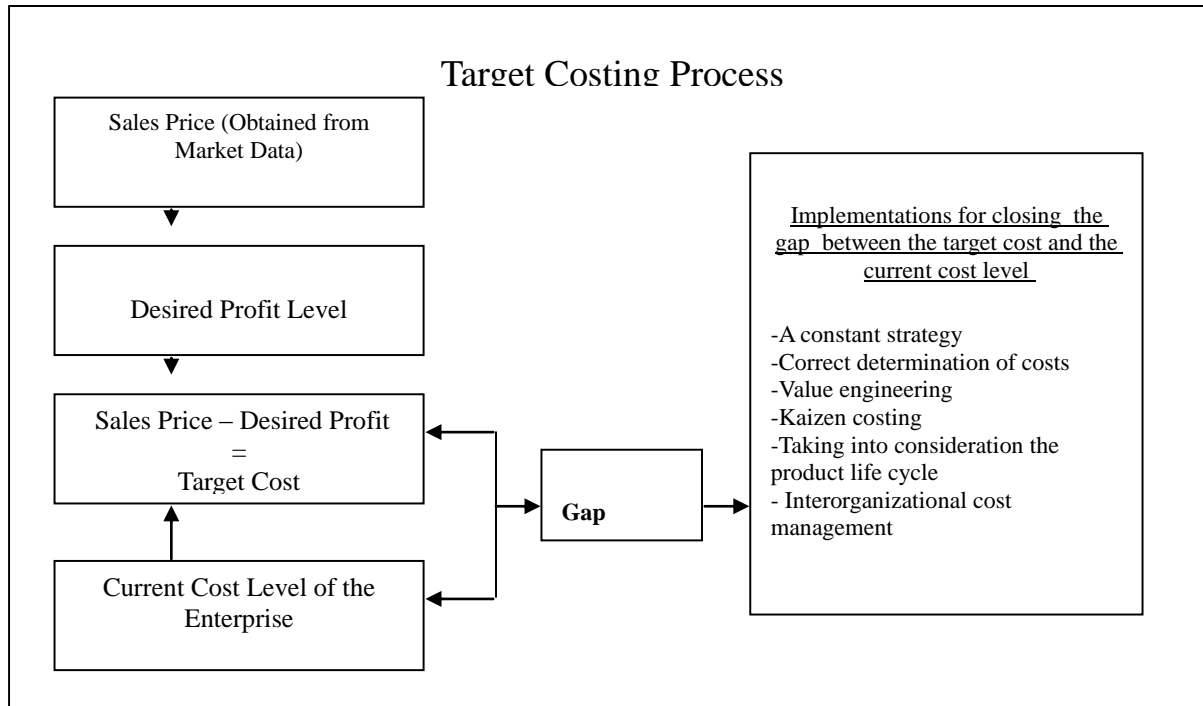 Target Costing Process
Sales Price (Obtained from
Market Data)
Desired Profit Level
Sales Price – Desired Profit
=
Target Cost
Current Cost Level of the
Enterprise
Gap
Implementations for closing the
gap between the target cost and the
current cost level
-A constant strategy
-Correct determination of costs
-Value engineering
-Kaizen costing
-Taking into consideration the
product life cycle
- Interorganizational cost
management